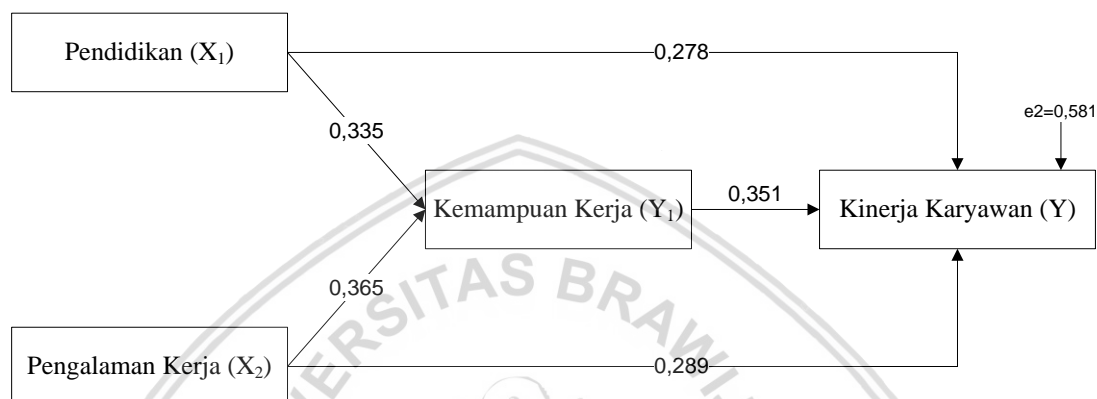 Pendidikan (X₁)
0,278
e2=0,581
0,335
Kemampuan Kerja (Y₁)
0,351
Kinerja Karyawan (Y)
0,365
Pengalaman Kerja (X₂)
0,289